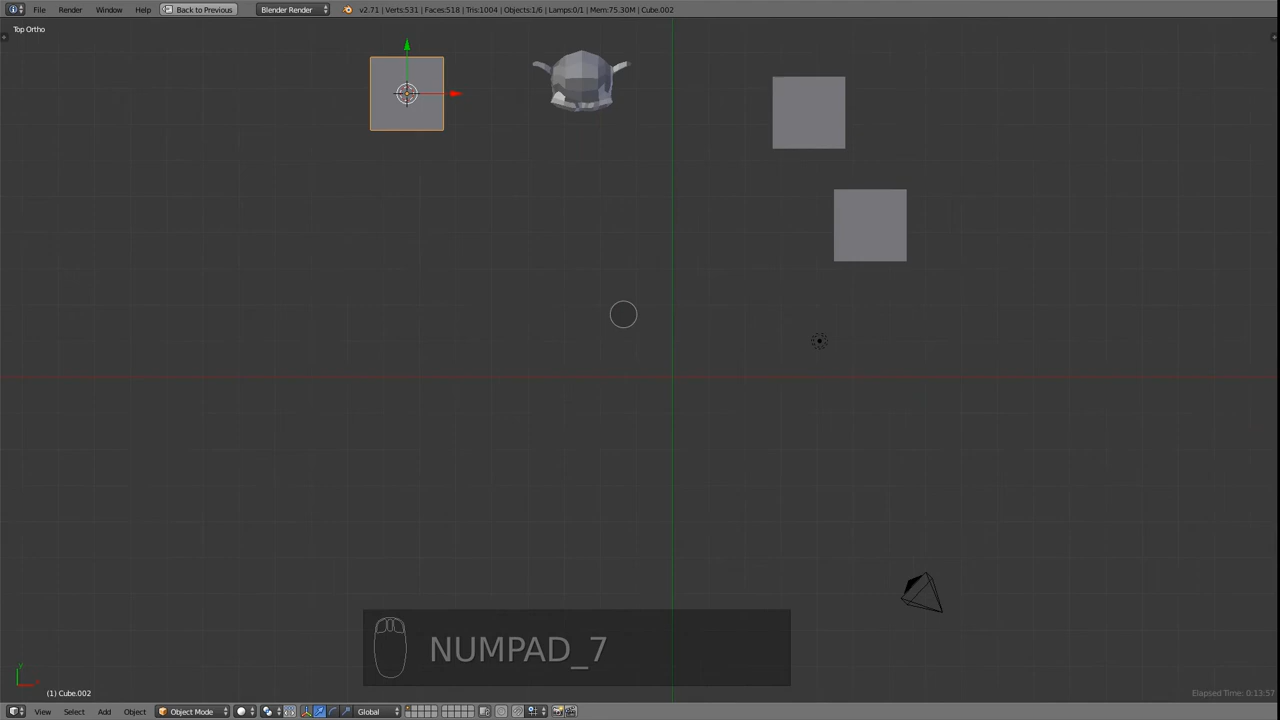 File Render Window Help Back to Previous Blender Render v2.71 | Verts:531 | Faces:518 | Tris:1004 | Objects:1/6 | Lamps:0/1 | Mem:75.30M | Cube.002
Top Ortho
NUMPAD_7
y
(1) Cube.002
Elapsed Time: 0:13:57
View Select Add Object Object Mode Global